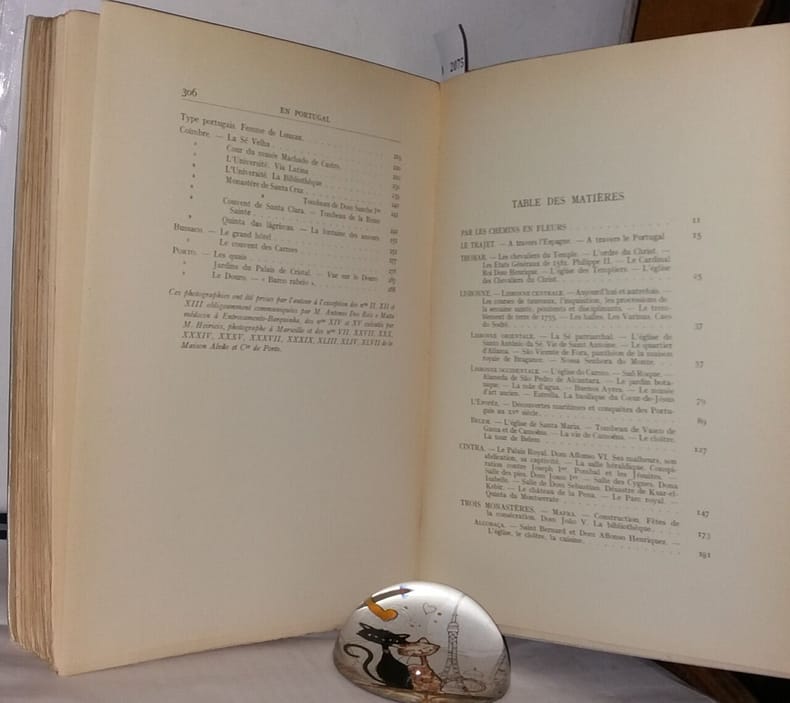 306
EN PORTUGAL
Type portugais. Femme de Louzan.
Coimbre. — La Sé Velha
» Cour du musée Machado de Castro.
» L'Université. Via Latina
» L'Université. La Bibliothèque
» Monastère de Santa Cruz
» » Tombeau de Dom Sancho Ier
» Couvent de Santa Clara. — Tombeau de la Reine
Sainte
» Quinta das lágrivas. — La fontaine des amours
Bussaco. — Le grand hôtel
» Le couvent des Carmes
Porto. — Les quais
» Jardins du Palais de Cristal. — Vue sur le Douro
» Le Douro. — « Barco rabelo ».
Ces photographies ont été prises par l'auteur à l'exception des nos II, XII et
XIII obligeamment communiquées par M. Antonio Dos Reis e Matta
médecin à Entrocamento-Barquinha, des nos XIV et XV exécutés par
M. Heirieis, photographe à Marseille et des nos VII, XXVII, XXX,
XXXIV, XXXV, XXXVII, XXXIX, XLIII, XLIV, XLVII de la
Maison Alvão et Cie de Porto.
2075
TABLE DES MATIÈRES
PAR LES CHEMINS EN FLEURS 11
LE TRAJET. — A travers l'Espagne. — A travers le Portugal 15
THOMAR. — Les chevaliers du Temple. — L'ordre du Christ. —
Les États Généraux de 1581. Philippe II. — Le Cardinal
Roi Dom Henrique. — L'église des Templiers. — L'église
des Chevaliers du Christ. 25
LISBONNE. — LISBONNE CENTRALE. — Aujourd'hui et autrefois. —
Les courses de taureaux, l'inquisition, les processions de
la semaine sainte, pénitents et disciplinants. — Le trem-
blement de terre de 1755. — Les halles. Les Varinas. Caes
do Sodré. 37
LISBONNE ORIENTALE. — La Sé patriarchal. — L'église de
Santo António da Sé. Vie de Saint Antoine. — Le quartier
d'Alfama. — São Vicente de Fora, panthéon de la maison
royale de Bragance. — Nossa Senhora do Monte. 57
LISBONNE OCCIDENTALE. — L'église do Carmo. — San Roque. —
Alameda de São Pedro de Alcantara. — Le jardin bota-
nique. — La mãe d'agua. — Buenos Ayres. — Le musée
d'art ancien. — Estrella. La basilique du Cœur-de-Jésus 79
L'ÉPOPÉE. — Découvertes maritimes et conquêtes des Portu-
gais au XVe siècle. 89
BELEM. — L'église de Santa Maria. — Tombeau de Vasco de
Gama et de Camoëns. — La vie de Camoëns. — Le cloître.
La tour de Belem 127
CINTRA. — Le Palais Royal. Dom Affonso VI. Ses malheurs, son
abdication, sa captivité. — La salle héraldique. Conspi-
ration contre Joseph Ier. Pombal et les Jésuites. —
Salle des pies. Dom Joao Ier. — Salle des Cygnes. Dona
Isabelle. — Salle de Dom Sebastian. Désastre de Ksar-el-
Kebir. — Le château de la Pena. — Le Parc royal. —
Quinta da Montserrate 147
TROIS MONASTÈRES. — MAFRA. — Construction. Fêtes de
la consécration. Dom João V. La bibliothèque. 173
ALCOBAÇA. — Saint Bernard et Dom Affonso Henriquez. —
L'église, le cloître, la cuisine. 191